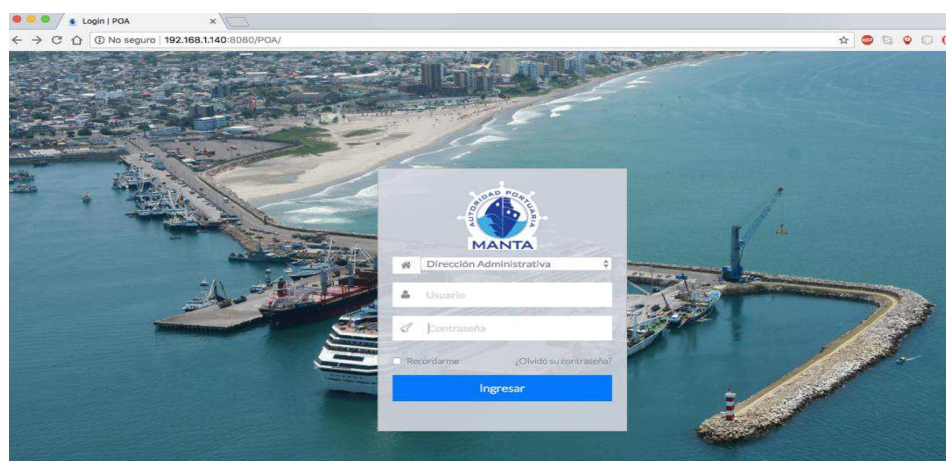 Login | POA
No seguro | 192.168.1.140:8080/POA/
AUTORIDAD PORTUARIA
MANTA
Dirección Administrativa
Usuario
Contraseña
Recordarme ¿Olvidó su contraseña?
Ingresar